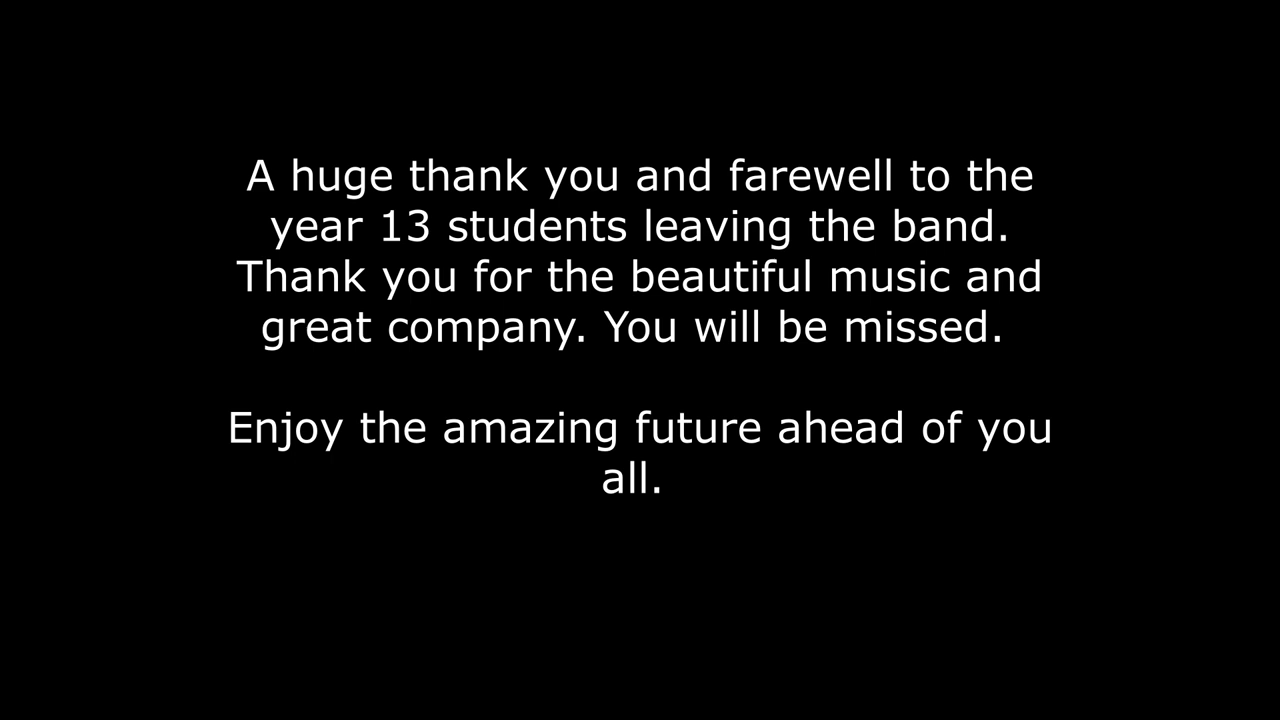 A huge thank you and farewell to the
year 13 students leaving the band.
Thank you for the beautiful music and
great company. You will be missed.
Enjoy the amazing future ahead of you
all.